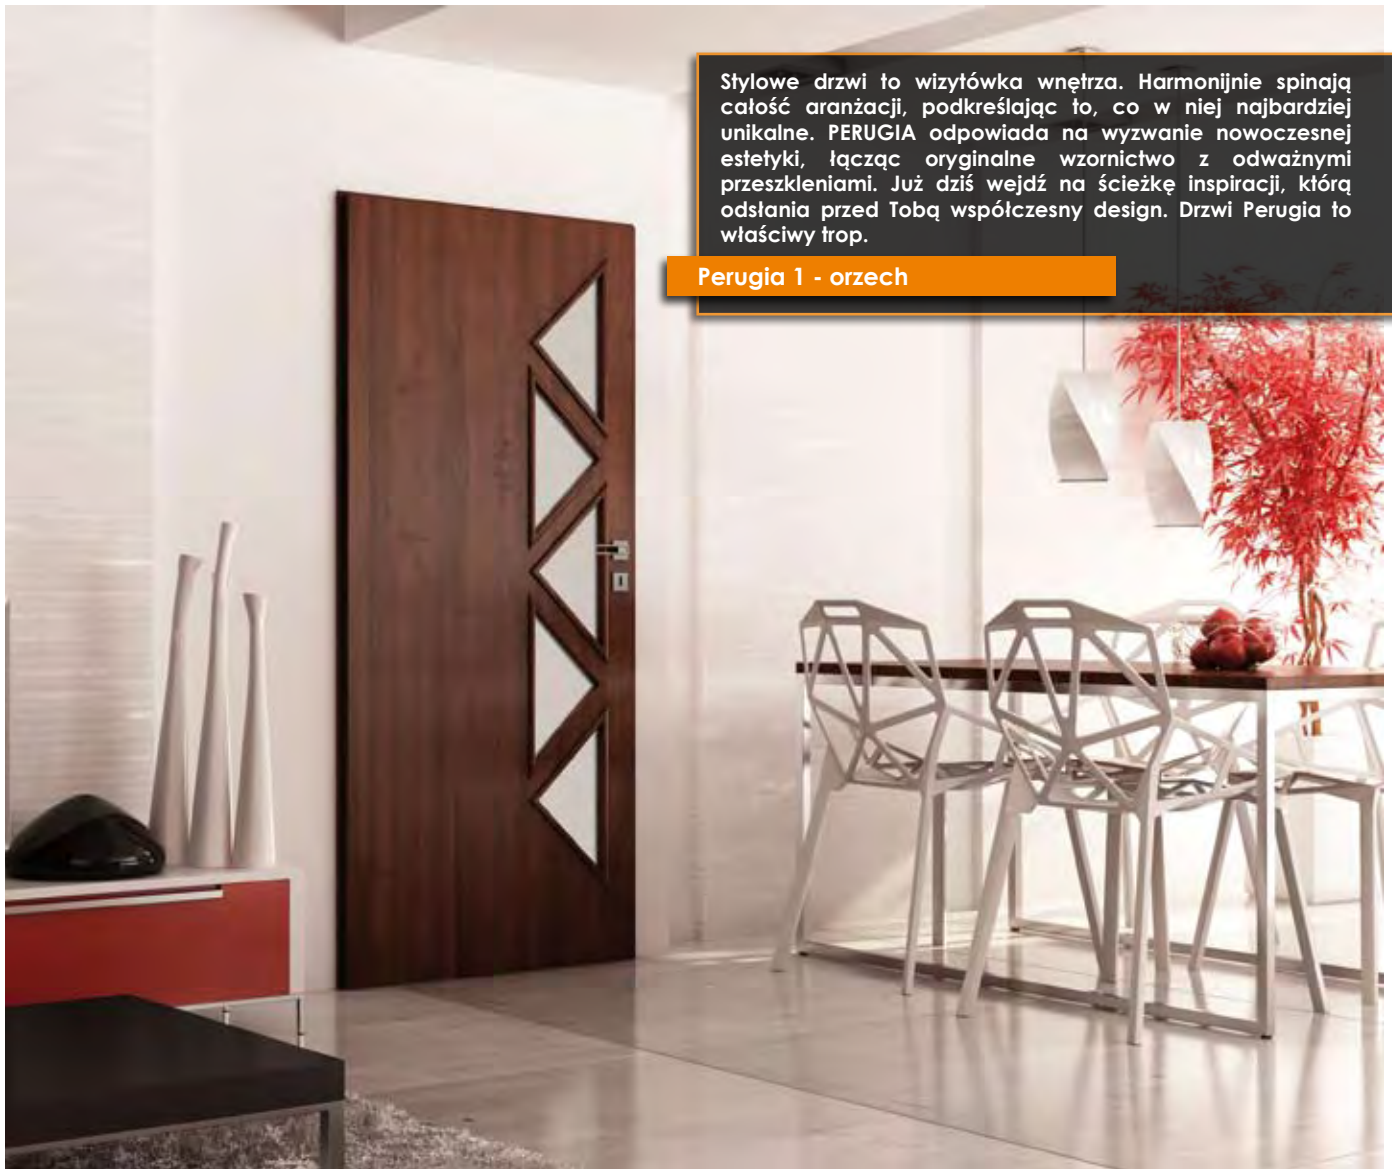 Stylowe drzwi to wizytówka wnętrza. Harmonijnie spinają
całość aranżacji, podkreślając to, co w niej najbardziej
unikalne. PERUGIA odpowiada na wyzwanie nowoczesnej
estetyki, łącząc oryginalne wzornictwo z odważnymi
przeszkleniami. Już dziś wejdź na ścieżkę inspiracji, którą
odsłania przed Tobą współczesny design. Drzwi Perugia to
właściwy trop.
Perugia 1 - orzech